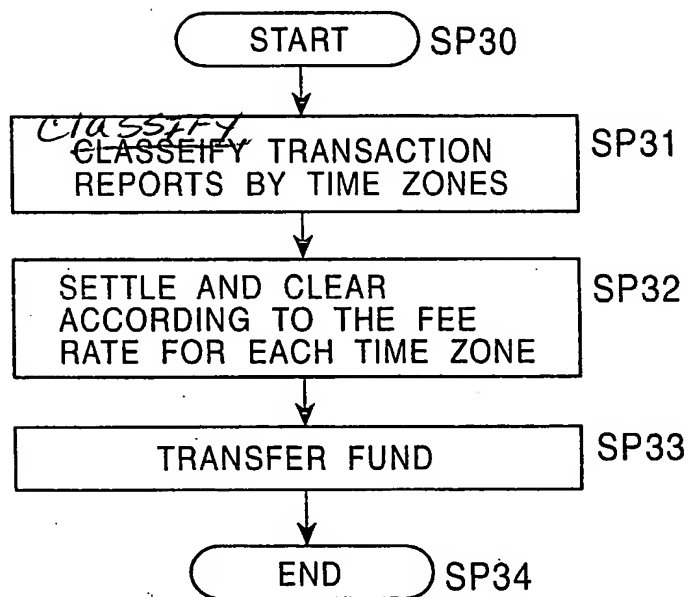 START SP30
Classify
CLASSEIFY TRANSACTION SP31
REPORTS BY TIME ZONES
SETTLE AND CLEAR SP32
ACCORDING TO THE FEE
RATE FOR EACH TIME ZONE
TRANSFER FUND SP33
END SP34